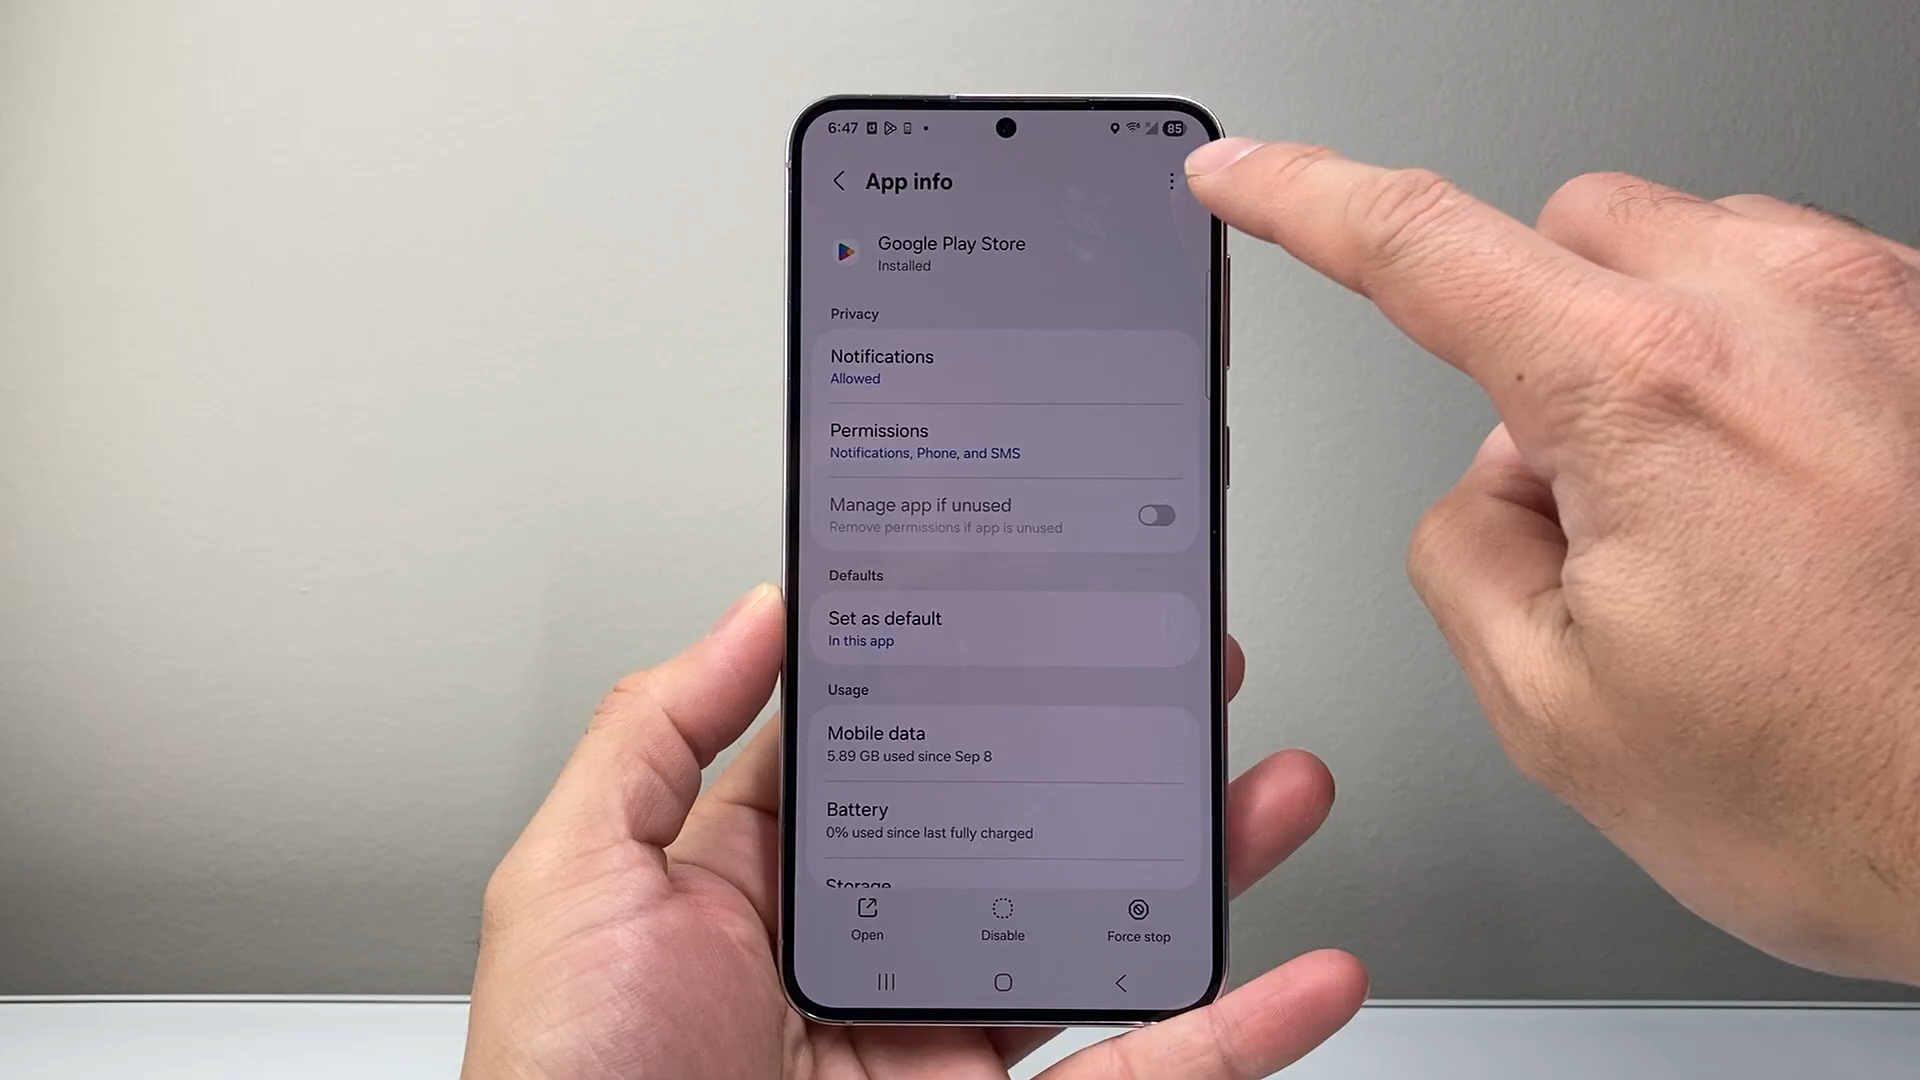 6:47
85
App info
Google Play Store
Installed
Privacy
Notifications
Allowed
Permissions
Notifications, Phone, and SMS
Manage app if unused
Remove permissions if app is unused
Defaults
Set as default
In this app
Usage
Mobile data
5.89 GB used since Sep 8
Battery
0% used since last fully charged
Storage
Open
Disable
Force stop